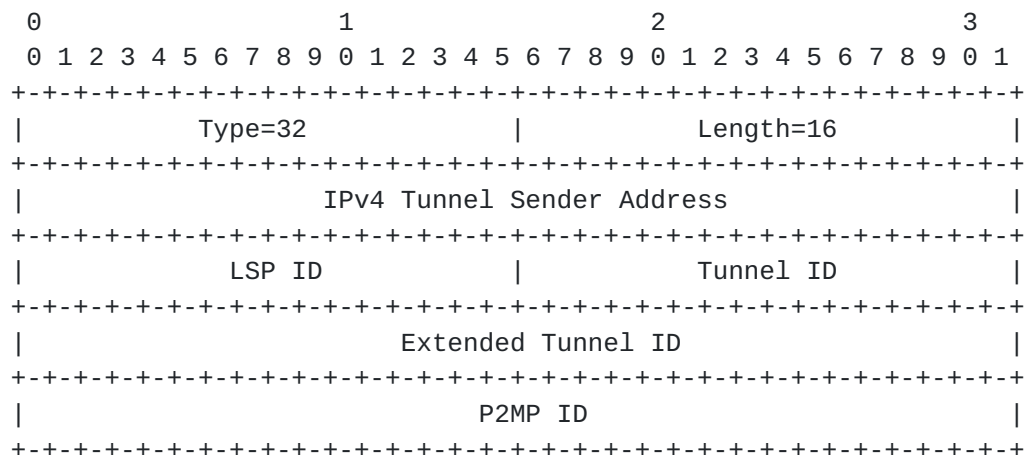 0                   1                   2                   3
 0 1 2 3 4 5 6 7 8 9 0 1 2 3 4 5 6 7 8 9 0 1 2 3 4 5 6 7 8 9 0 1
+-+-+-+-+-+-+-+-+-+-+-+-+-+-+-+-+-+-+-+-+-+-+-+-+-+-+-+-+-+-+-+-+
|           Type=32             |           Length=16           |
+-+-+-+-+-+-+-+-+-+-+-+-+-+-+-+-+-+-+-+-+-+-+-+-+-+-+-+-+-+-+-+-+
|                   IPv4 Tunnel Sender Address                  |
+-+-+-+-+-+-+-+-+-+-+-+-+-+-+-+-+-+-+-+-+-+-+-+-+-+-+-+-+-+-+-+-+
|             LSP ID            |           Tunnel ID           |
+-+-+-+-+-+-+-+-+-+-+-+-+-+-+-+-+-+-+-+-+-+-+-+-+-+-+-+-+-+-+-+-+
|                        Extended Tunnel ID                     |
+-+-+-+-+-+-+-+-+-+-+-+-+-+-+-+-+-+-+-+-+-+-+-+-+-+-+-+-+-+-+-+-+
|                             P2MP ID                           |
+-+-+-+-+-+-+-+-+-+-+-+-+-+-+-+-+-+-+-+-+-+-+-+-+-+-+-+-+-+-+-+-+